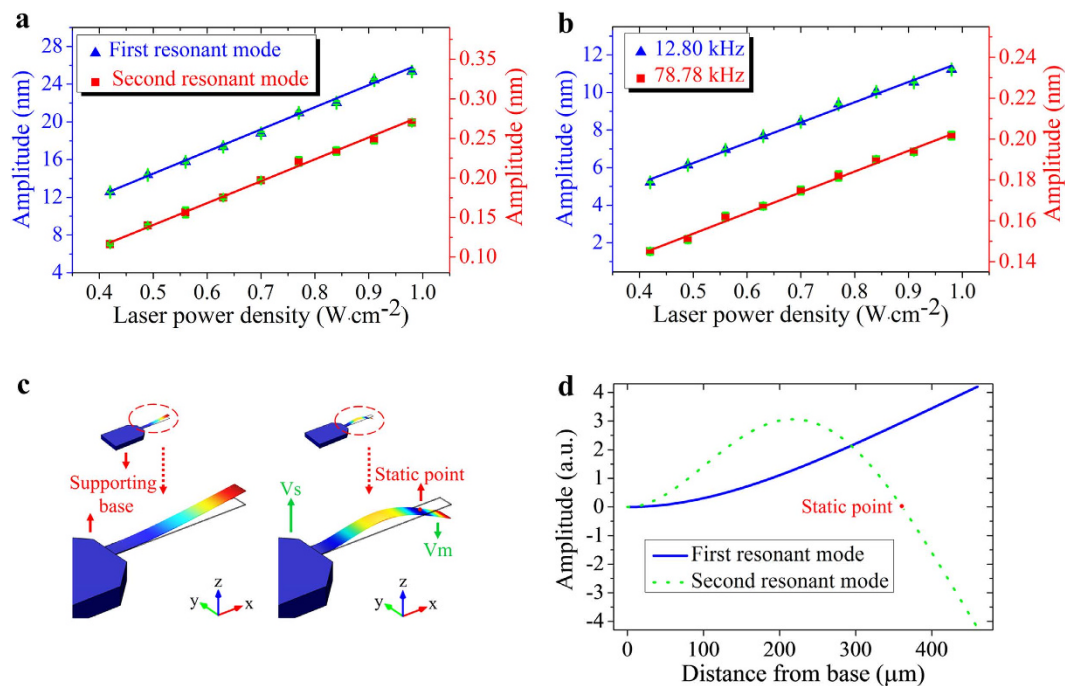 a
First resonant mode
Second resonant mode
28
24
20
16
12
8
4
Amplitude (nm)
0.35
0.30
0.25
0.20
0.15
0.10
Amplitude (nm)
0.4 0.5 0.6 0.7 0.8 0.9 1.0
Laser power density (W·cm-2)
b
12.80 kHz
78.78 kHz
12
10
8
6
4
2
Amplitude (nm)
0.24
0.22
0.20
0.18
0.16
0.14
Amplitude (nm)
0.4 0.5 0.6 0.7 0.8 0.9 1.0
Laser power density (W·cm-2)
c
Supporting
base
Vs
Static point
Vm
z
y
x
z
y
x
d
4
3
2
1
0
-1
-2
-3
-4
Amplitude (a.u.)
Static point
First resonant mode
Second resonant mode
0 100 200 300 400
Distance from base (μm)